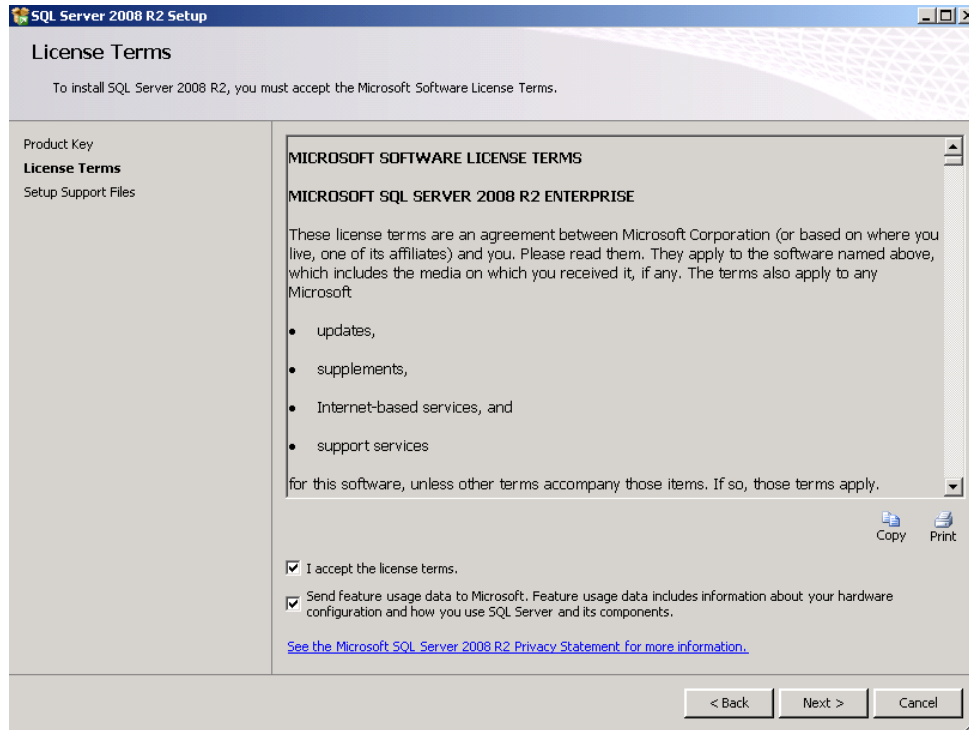 SQL Server 2008 R2 Setup
License Terms
To install SQL Server 2008 R2, you must accept the Microsoft Software License Terms.
Product Key
License Terms
Setup Support Files
MICROSOFT SOFTWARE LICENSE TERMS
MICROSOFT SQL SERVER 2008 R2 ENTERPRISE
These license terms are an agreement between Microsoft Corporation (or based on where you
live, one of its affiliates) and you. Please read them. They apply to the software named above,
which includes the media on which you received it, if any. The terms also apply to any
Microsoft
• updates,
• supplements,
• Internet-based services, and
• support services
for this software, unless other terms accompany those items. If so, those terms apply.
Copy Print
I accept the license terms.
Send feature usage data to Microsoft. Feature usage data includes information about your hardware
configuration and how you use SQL Server and its components.
See the Microsoft SQL Server 2008 R2 Privacy Statement for more information.
< Back Next > Cancel